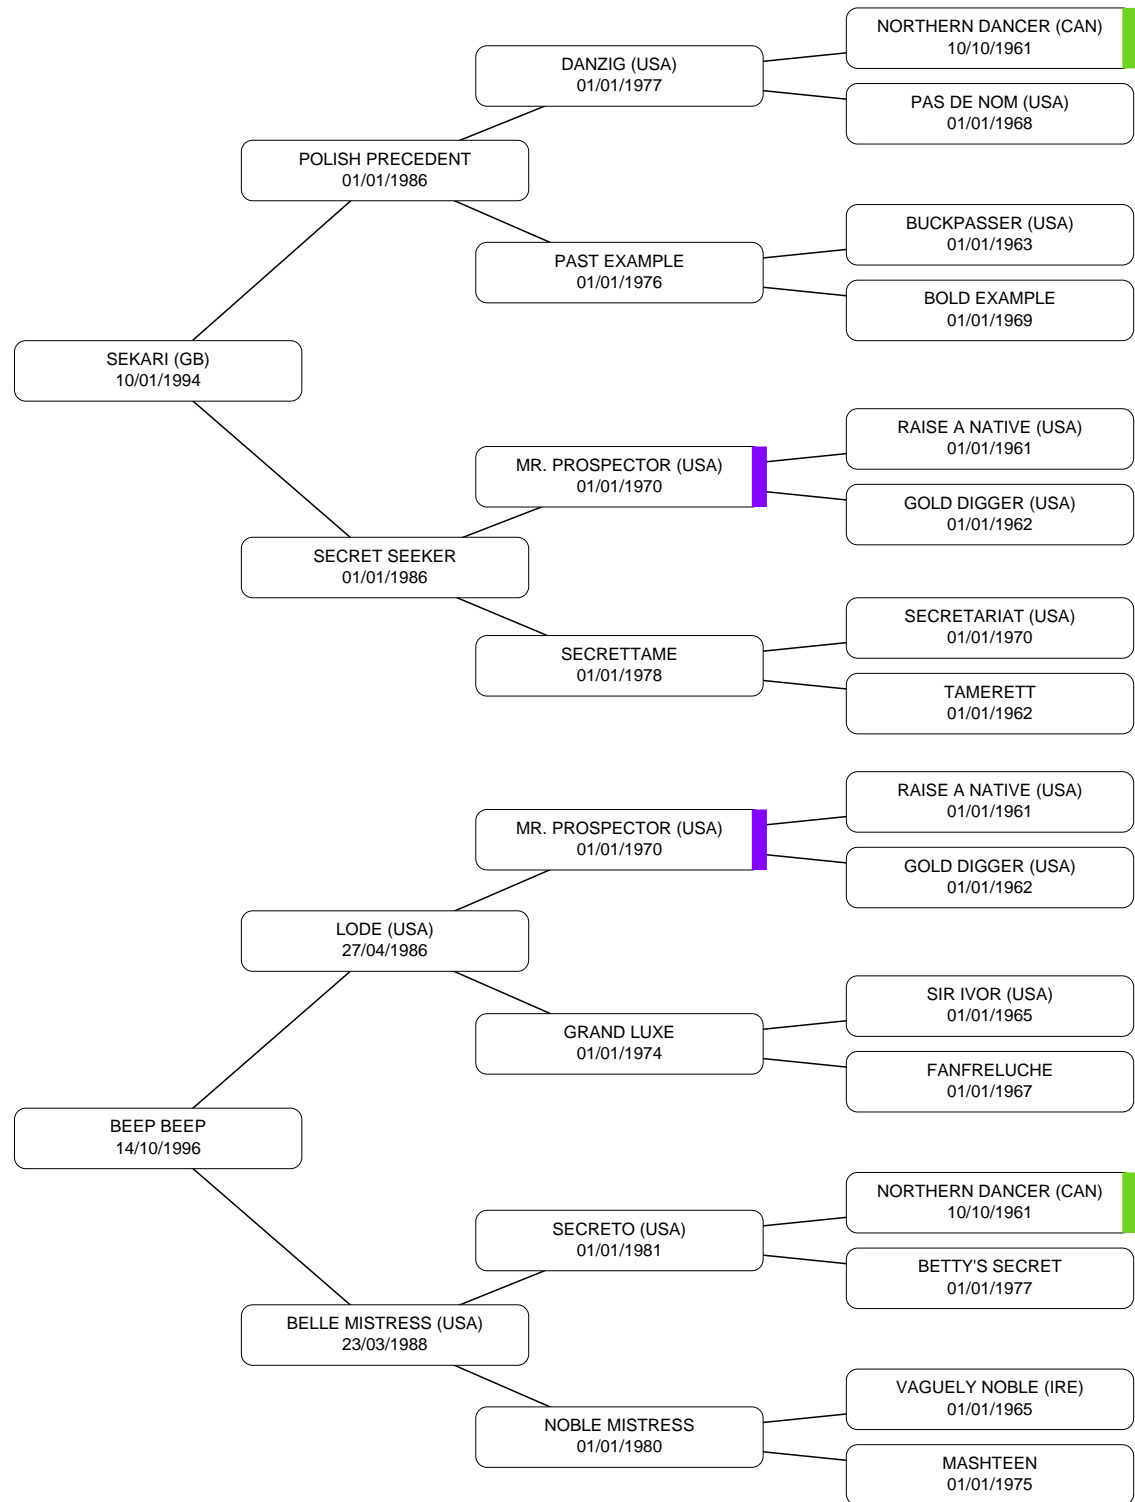 NORTHERN DANCER (CAN)
10/10/1961
DANZIG (USA)
01/01/1977
PAS DE NOM (USA)
01/01/1968
POLISH PRECEDENT
01/01/1986
BUCKPASSER (USA)
01/01/1963
PAST EXAMPLE
01/01/1976
BOLD EXAMPLE
01/01/1969
SEKARI (GB)
10/01/1994
RAISE A NATIVE (USA)
01/01/1961
MR. PROSPECTOR (USA)
01/01/1970
GOLD DIGGER (USA)
01/01/1962
SECRET SEEKER
01/01/1986
SECRETARIAT (USA)
01/01/1970
SECRETTAME
01/01/1978
TAMERETT
01/01/1962
RAISE A NATIVE (USA)
01/01/1961
MR. PROSPECTOR (USA)
01/01/1970
GOLD DIGGER (USA)
01/01/1962
LODE (USA)
27/04/1986
SIR IVOR (USA)
01/01/1965
GRAND LUXE
01/01/1974
FANFRELUCHE
01/01/1967
BEEP BEEP
14/10/1996
NORTHERN DANCER (CAN)
10/10/1961
SECRETO (USA)
01/01/1981
BETTY'S SECRET
01/01/1977
BELLE MISTRESS (USA)
23/03/1988
VAGUELY NOBLE (IRE)
01/01/1965
NOBLE MISTRESS
01/01/1980
MASHTEEN
01/01/1975